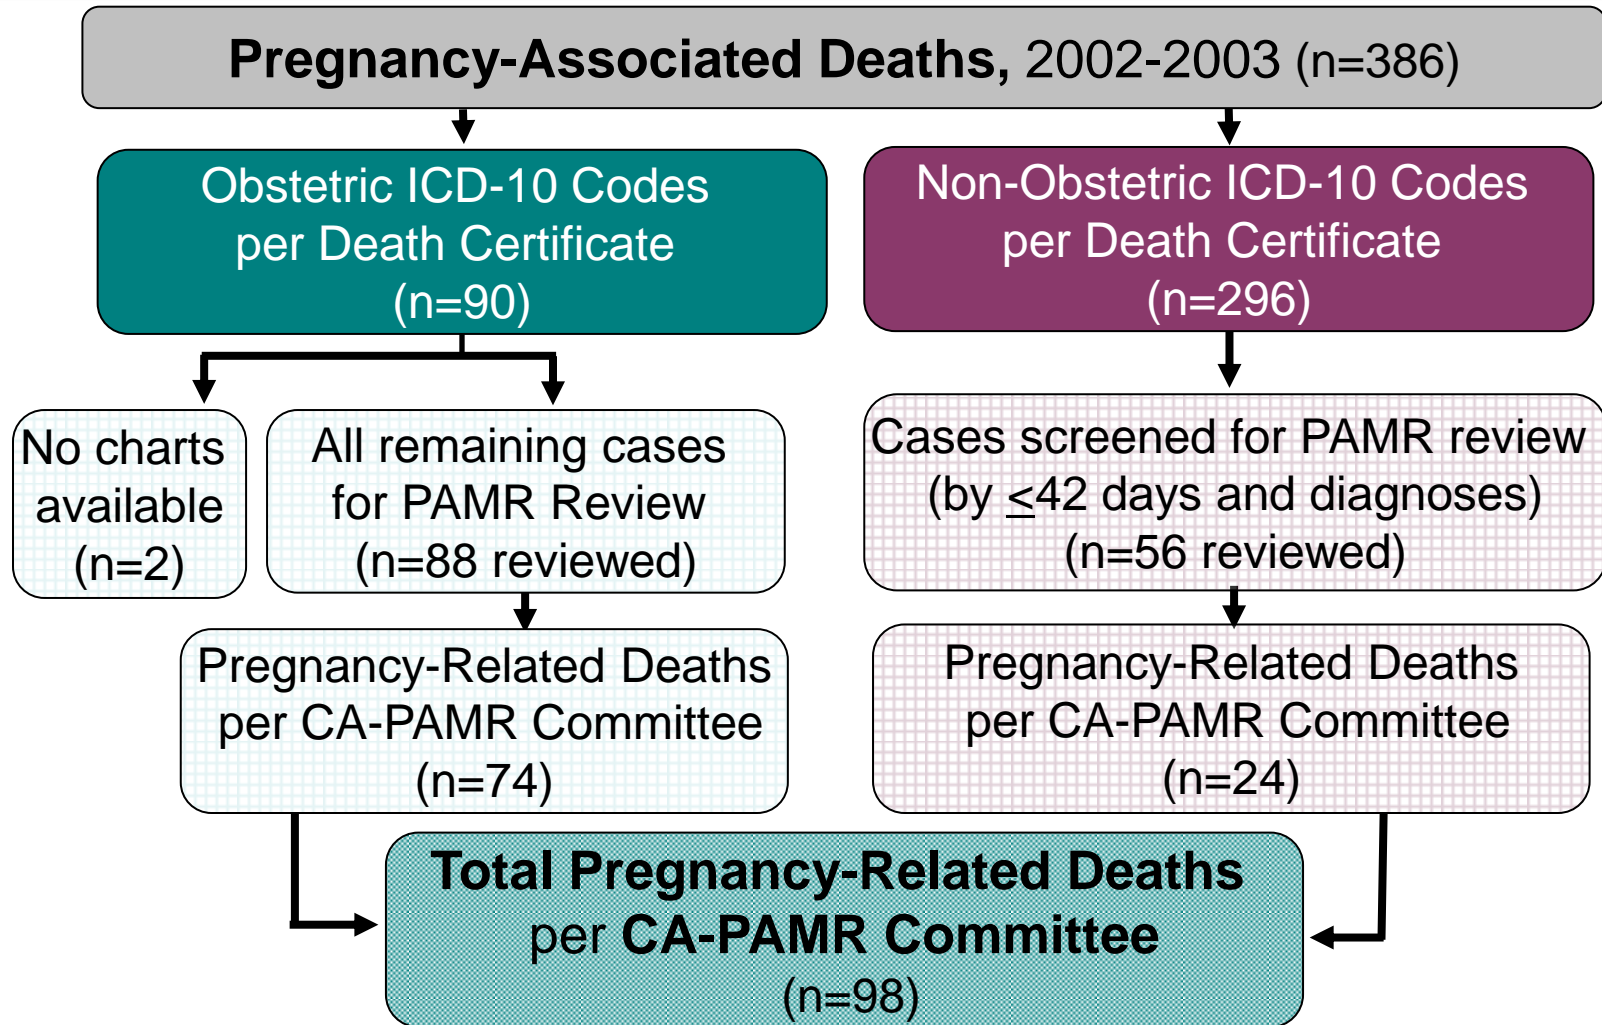 Pregnancy-Associated Deaths, 2002-2003 (n=386)
Obstetric ICD-10 Codes
per Death Certificate
(n=90)
Non-Obstetric ICD-10 Codes
per Death Certificate
(n=296)
No charts
available
(n=2)
All remaining cases
for PAMR Review
(n=88 reviewed)
Cases screened for PAMR review
(by ≤42 days and diagnoses)
(n=56 reviewed)
Pregnancy-Related Deaths
per CA-PAMR Committee
(n=74)
Pregnancy-Related Deaths
per CA-PAMR Committee
(n=24)
Total Pregnancy-Related Deaths
per CA-PAMR Committee
(n=98)